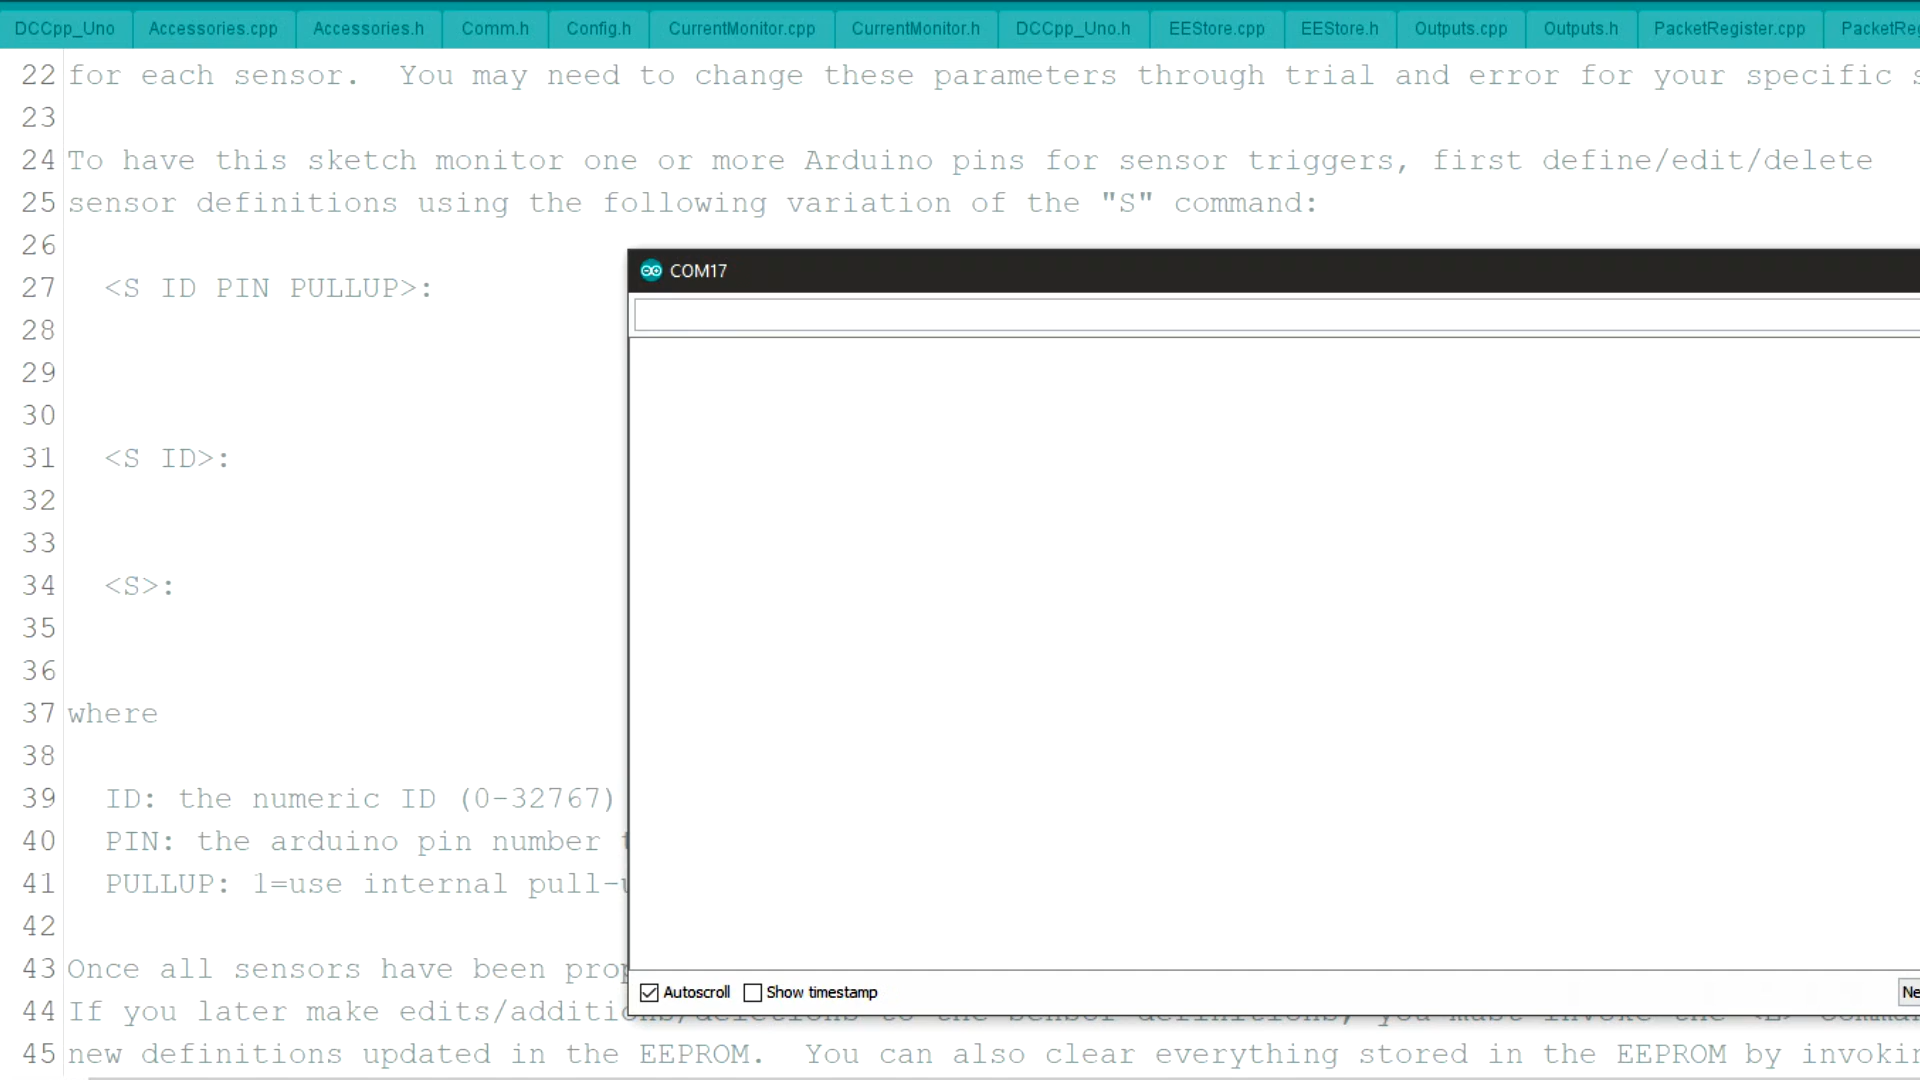 DCCpp_Uno Accessories.cpp Accessories.h Comm.h Config.h CurrentMonitor.cpp CurrentMonitor.h DCCpp_Uno.h EEStore.cpp EEStore.h Outputs.cpp Outputs.h PacketRegister.cpp
22 for each sensor. You may need to change these parameters through trial and error for your specific
23
24 To have this sketch monitor one or more Arduino pins for sensor triggers, first define/edit/delete
25 sensor definitions using the following variation of the "S" command:
26
27 <S ID PIN PULLUP>:
28
29
30
31 <S ID>:
32
33
34 <S>:
35
36
37 where
38
39 ID: the numeric ID (0-32767)
40 PIN: the arduino pin number
41 PULLUP: 1=use internal
42
43 Once all sensors have been
44 If you later make
45 new definitions updated in the EEPROM. You can also clear everything stored in the EEPROM by
COM17
Autoscroll Show timestamp